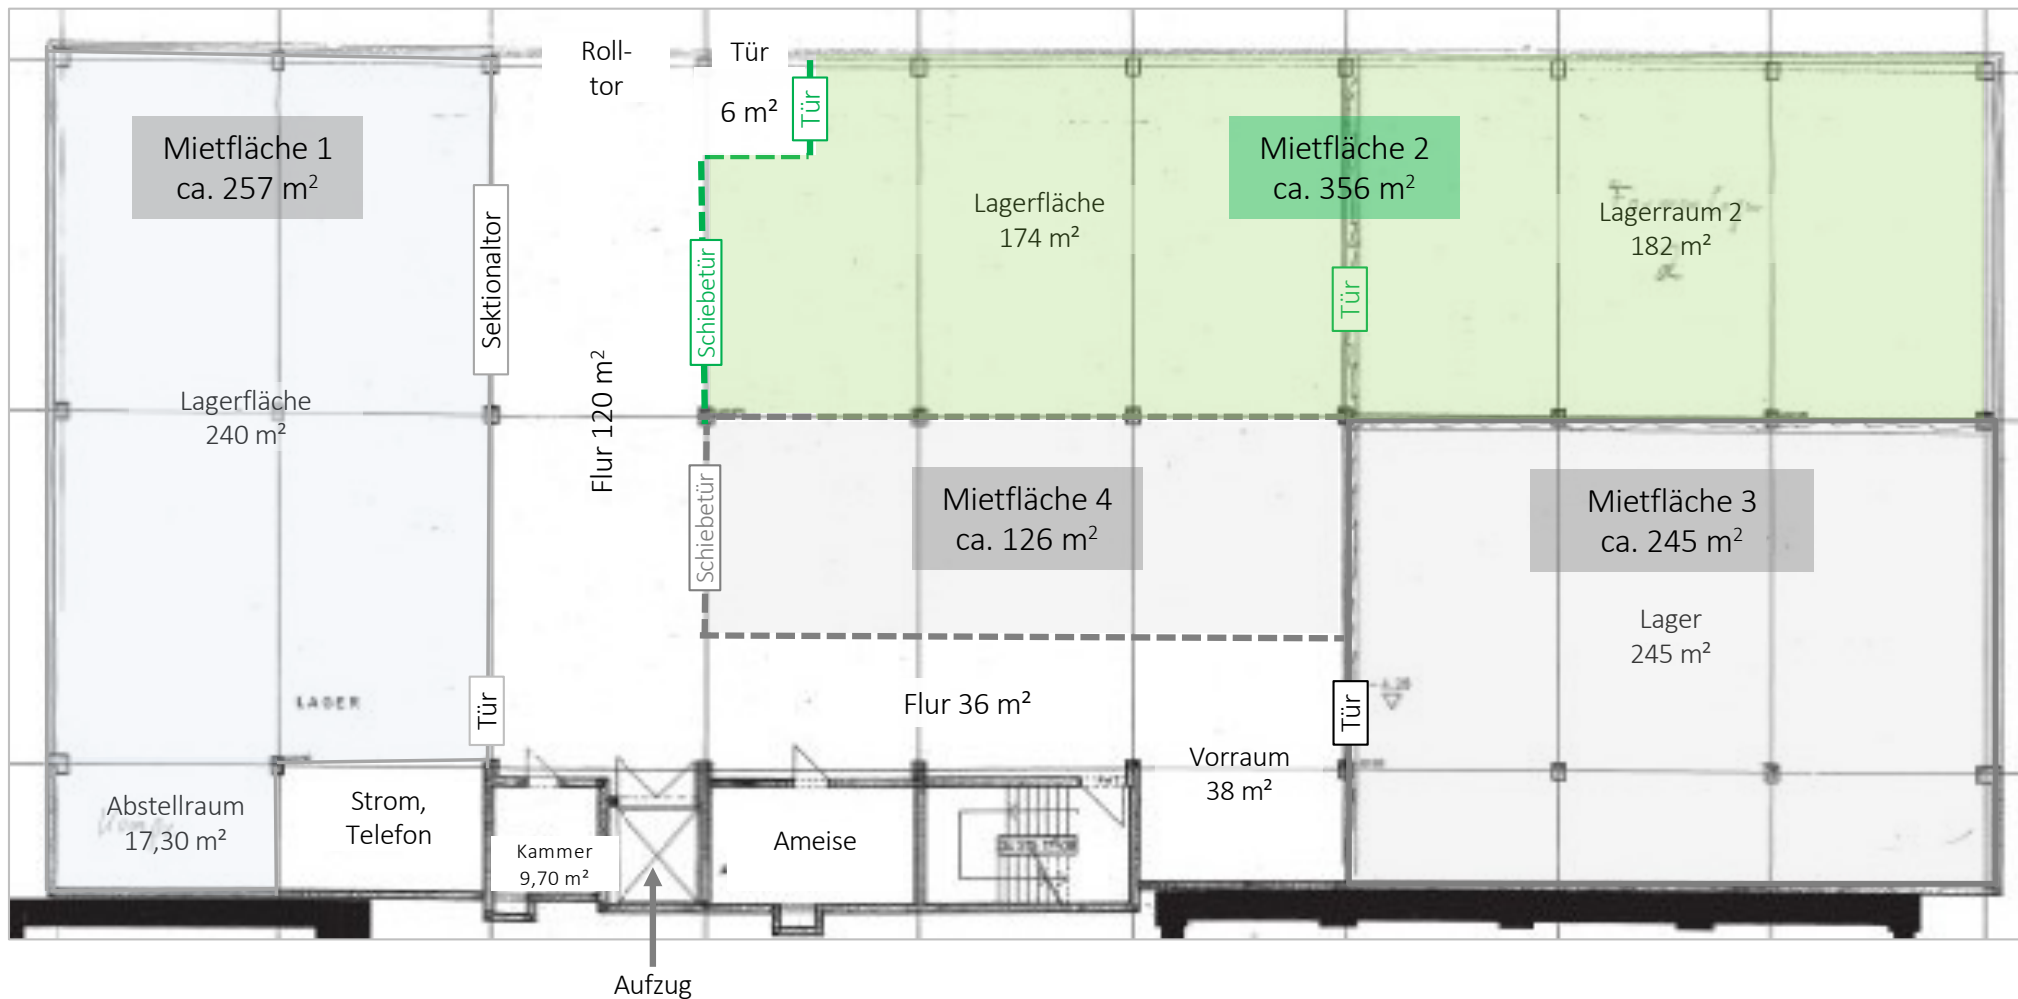 Roll-
tor
Tür
6 m²
Tür
Mietfläche 1
ca. 257 m²
Mietfläche 2
ca. 356 m²
Sektionaltor
Lagerfläche
174 m²
Lagerraum 2
182 m²
Schiebetür
Tür
Flur 120 m²
Lagerfläche
240 m²
Schiebetür
Mietfläche 4
ca. 126 m²
Mietfläche 3
ca. 245 m²
Lager
245 m²
LAGER
Tür
Flur 36 m²
Tür
Vorraum
38 m²
Abstellraum
17,30 m²
Strom,
Telefon
Kammer
9,70 m²
Ameise
Aufzug